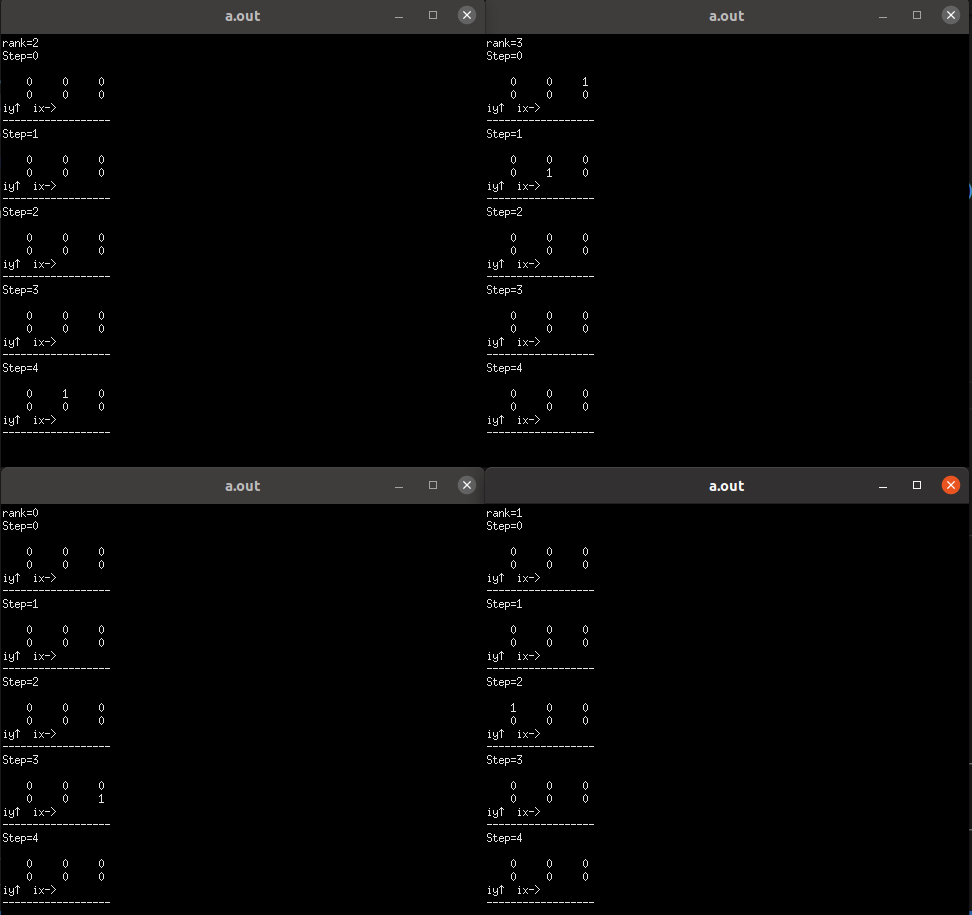 a.out
rank=2
Step=0
0 0 0
0 0 0
iy↑ ix->
------------------
Step=1
0 0 0
0 0 0
iy↑ ix->
------------------
Step=2
0 0 0
0 0 0
iy↑ ix->
------------------
Step=3
0 0 0
0 0 0
iy↑ ix->
------------------
Step=4
0 1 0
0 0 0
iy↑ ix->
------------------
a.out
rank=3
Step=0
0 0 1
0 0 0
iy↑ ix->
------------------
Step=1
0 0 0
0 1 0
iy↑ ix->
------------------
Step=2
0 0 0
0 0 0
iy↑ ix->
------------------
Step=3
0 0 0
0 0 0
iy↑ ix->
------------------
Step=4
0 0 0
0 0 0
iy↑ ix->
------------------
a.out
rank=0
Step=0
0 0 0
0 0 0
iy↑ ix->
------------------
Step=1
0 0 0
0 0 0
iy↑ ix->
------------------
Step=2
0 0 0
0 0 0
iy↑ ix->
------------------
Step=3
0 0 0
0 0 1
iy↑ ix->
------------------
Step=4
0 0 0
0 0 0
iy↑ ix->
------------------
a.out
rank=1
Step=0
0 0 0
0 0 0
iy↑ ix->
------------------
Step=1
0 0 0
0 0 0
iy↑ ix->
------------------
Step=2
1 0 0
0 0 0
iy↑ ix->
------------------
Step=3
0 0 0
0 0 0
iy↑ ix->
------------------
Step=4
0 0 0
0 0 0
iy↑ ix->
------------------